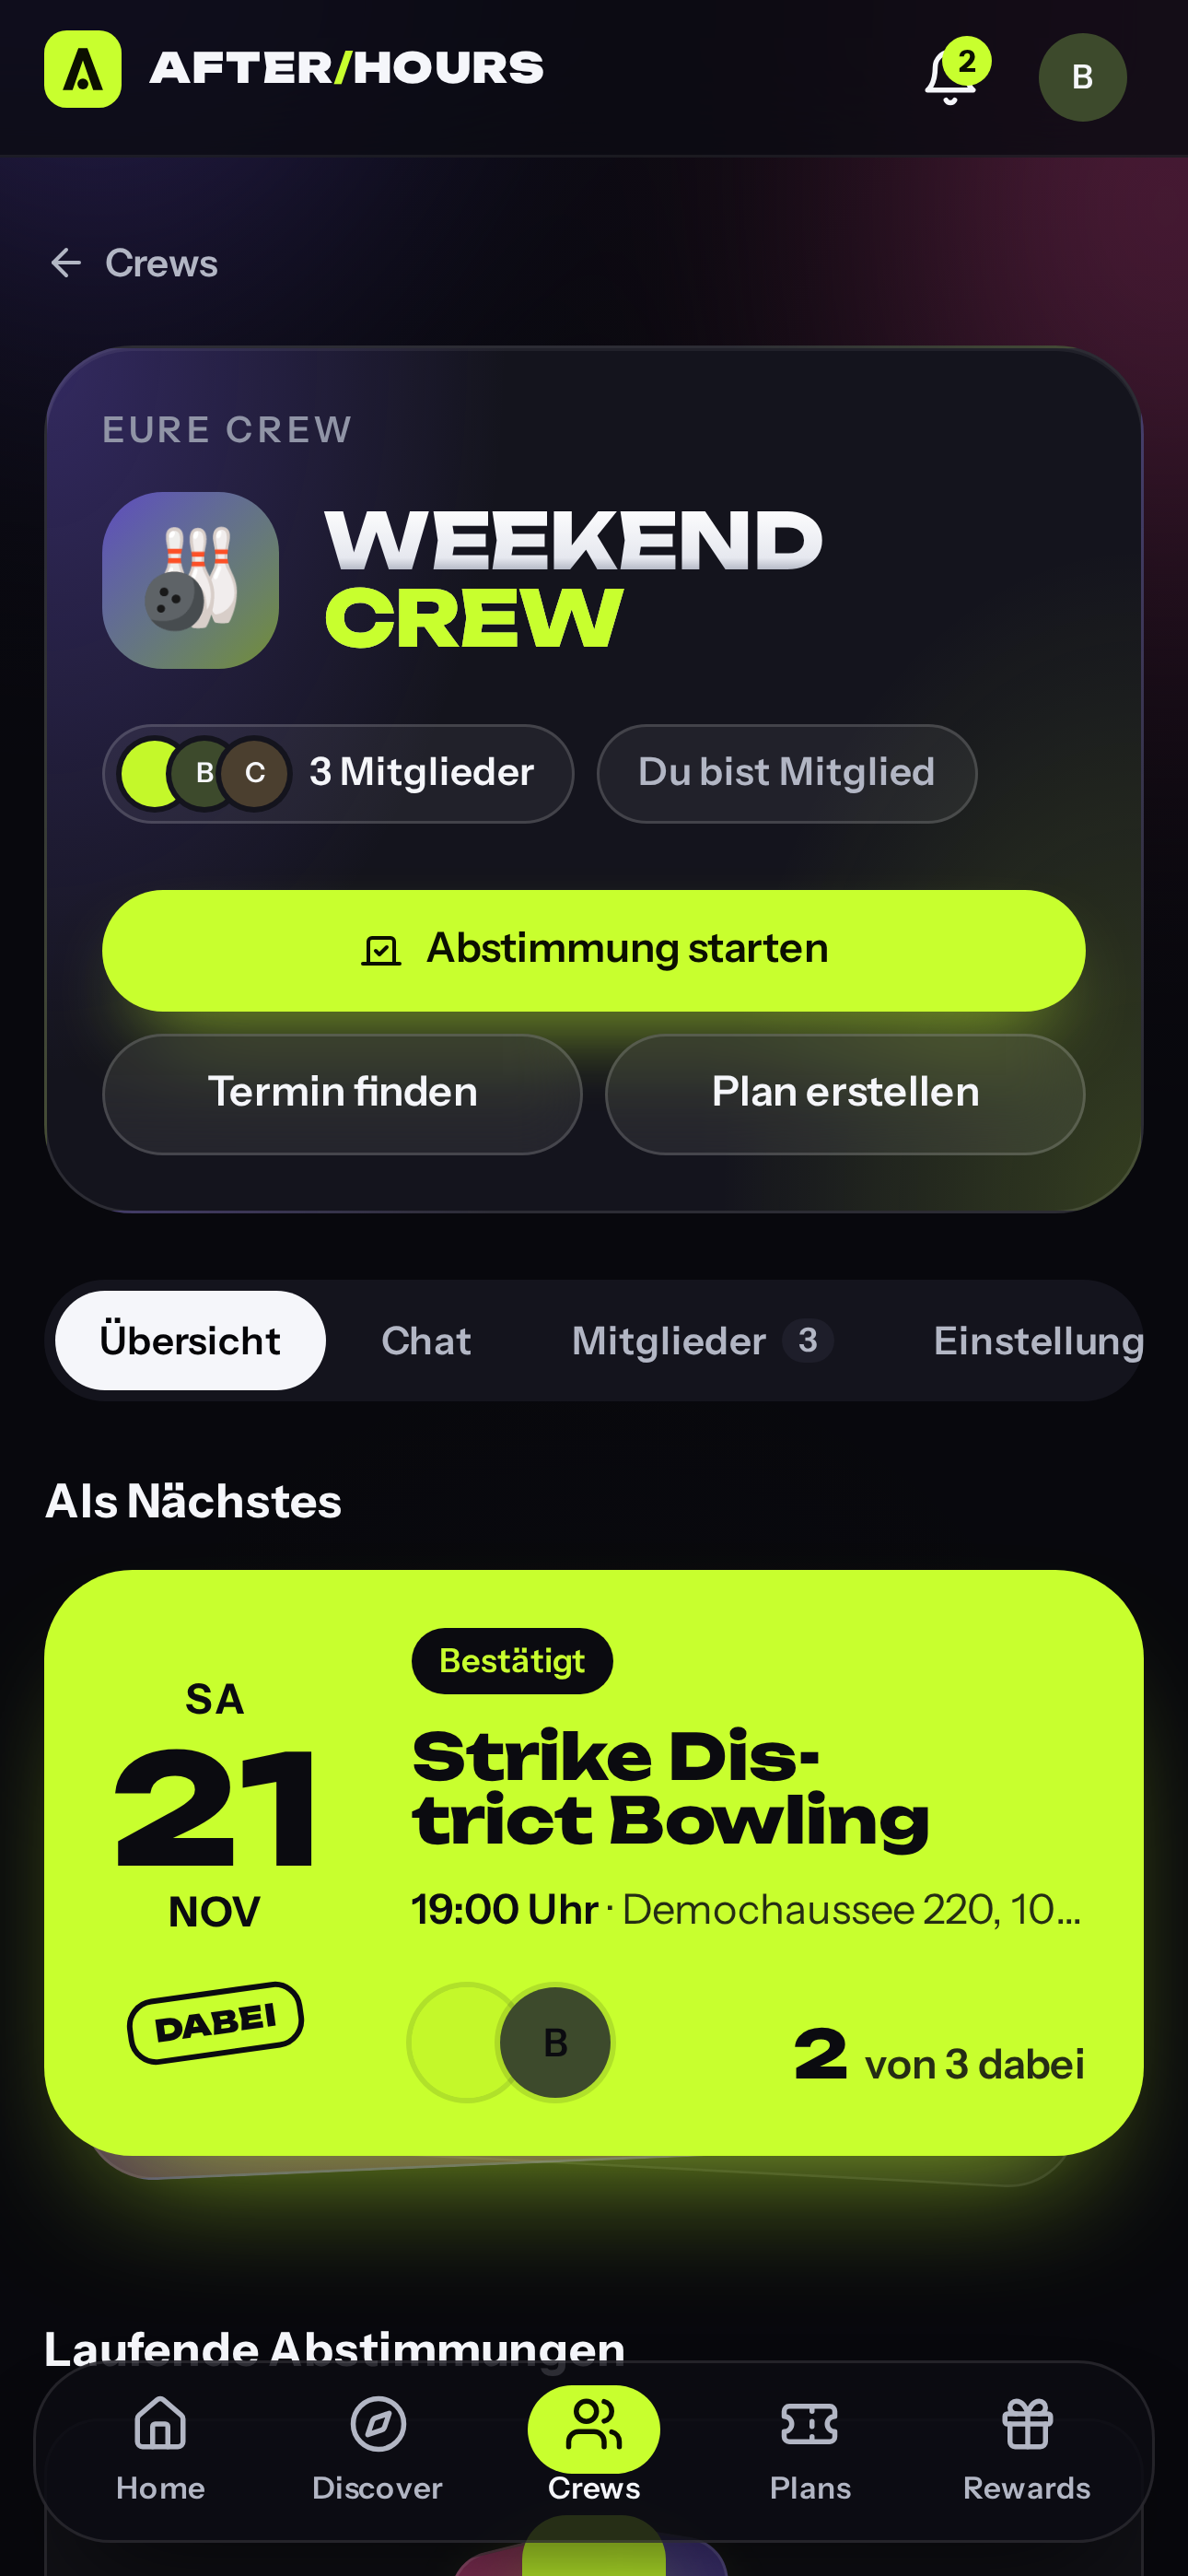 AFTER/HOURS
2
B
Crews
EURE CREW
WEEKEND
CREW
B C 3 Mitglieder
Du bist Mitglied
Abstimmung starten
Termin finden
Plan erstellen
Übersicht
Chat
Mitglieder 3
Einstellung
Als Nächstes
SA
21
NOV
DABEI
Bestätigt
Strike Dis-
trict Bowling
19:00 Uhr · Demochaussee 220, 10...
B
2 von 3 dabei
Laufende Abstimmungen
Home
Discover
Crews
Plans
Rewards